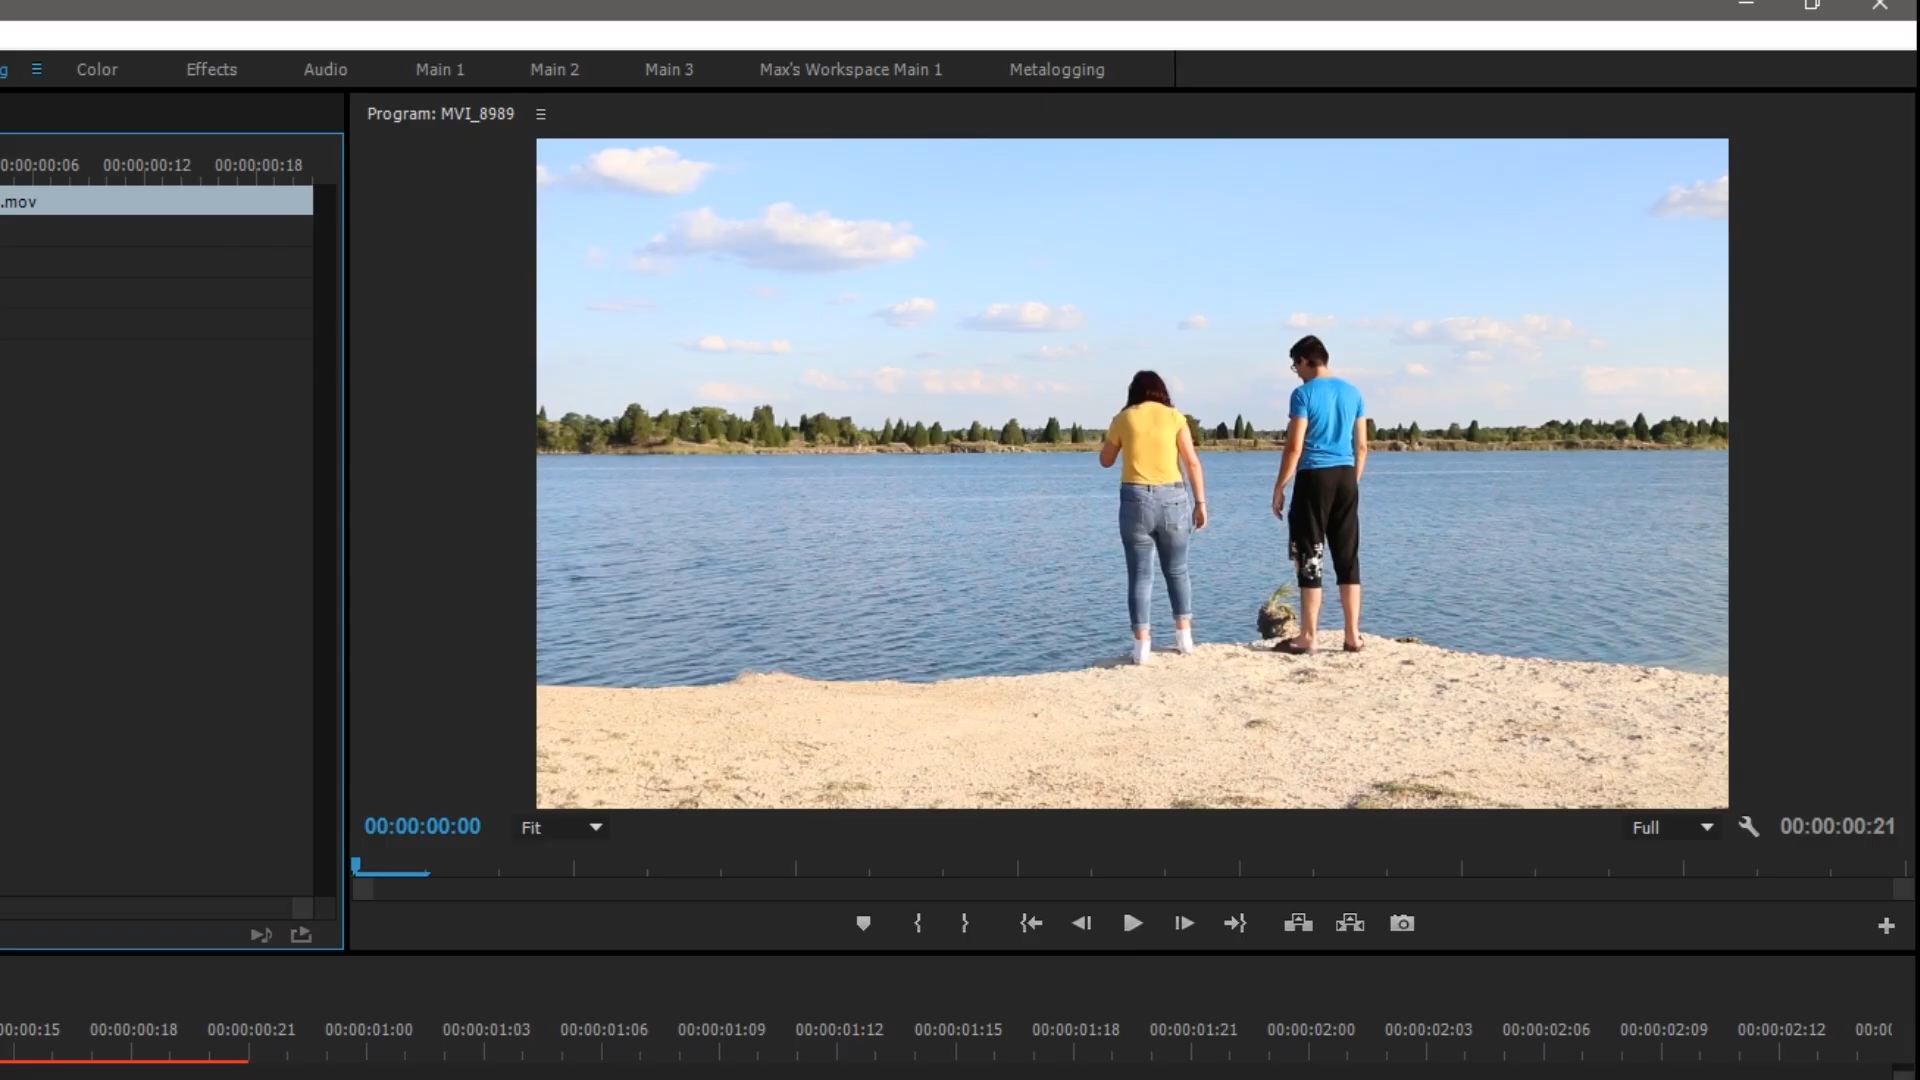 g Color Effects Audio Main 1 Main 2 Main 3 Max's Workspace Main 1 Metalogging
Program: MVI_8989
0:00:00:06 00:00:00:12 00:00:00:18
.mov
00:00:00:00 Fit Full 00:00:00:21
00:00:15 00:00:00:18 00:00:00:21 00:00:01:00 00:00:01:03 00:00:01:06 00:00:01:09 00:00:01:12 00:00:01:15 00:00:01:18 00:00:01:21 00:00:02:00 00:00:02:03 00:00:02:06 00:00:02:09 00:00:02:12 00:0